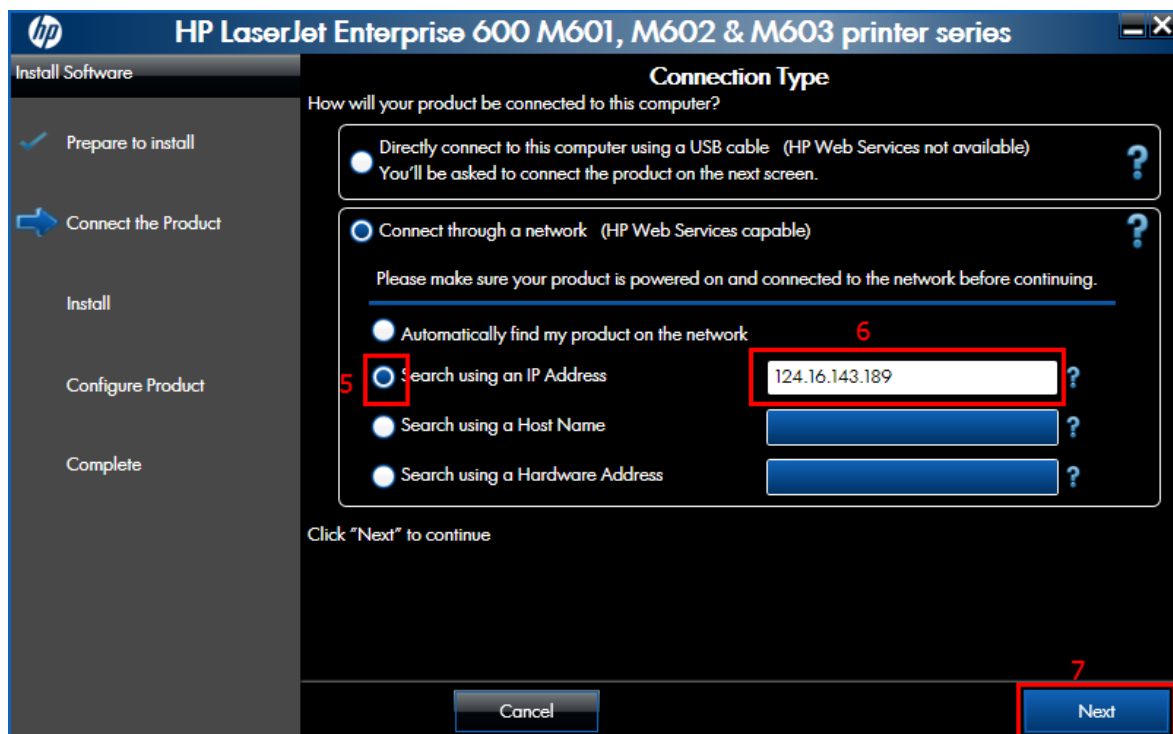 hp
HP LaserJet Enterprise 600 M601, M602 & M603 printer series
Install Software
Connection Type
How will your product be connected to this computer?
Prepare to install
Directly connect to this computer using a USB cable (HP Web Services not available)
You'll be asked to connect the product on the next screen.
?
Connect the Product
Connect through a network (HP Web Services capable)
?
Please make sure your product is powered on and connected to the network before continuing.
Install
Automatically find my product on the network
6
5
Search using an IP Address
124.16.143.189
?
Configure Product
Search using a Host Name
?
Complete
Search using a Hardware Address
?
Click "Next" to continue
7
Cancel
Next